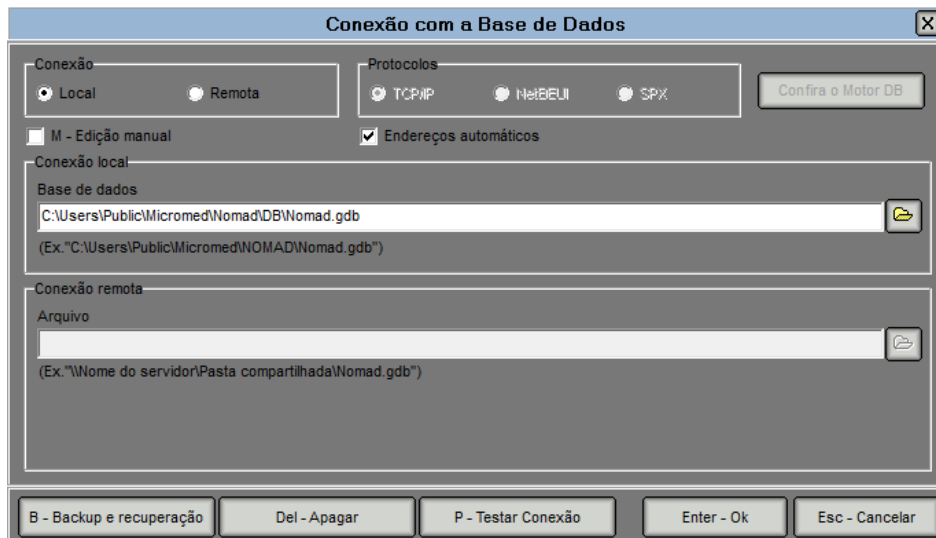 Conexão com a Base de Dados X
Conexão
Protocolos
Local Remota
TCP/IP NetBEUI SPX
Confira o Motor DB
M - Edição manual
Endereços automáticos
Conexão local
Base de dados
C:\Users\Public\Micromed\Nomad\DB\Nomad.gdb
(Ex."C:\Users\Public\Micromed\NOMAD\Nomad.gdb")
Conexão remota
Arquivo
(Ex."\\Nome do servidor\Pasta compartilhada\Nomad.gdb")
B - Backup e recuperação Del - Apagar P - Testar Conexão Enter - Ok Esc - Cancelar